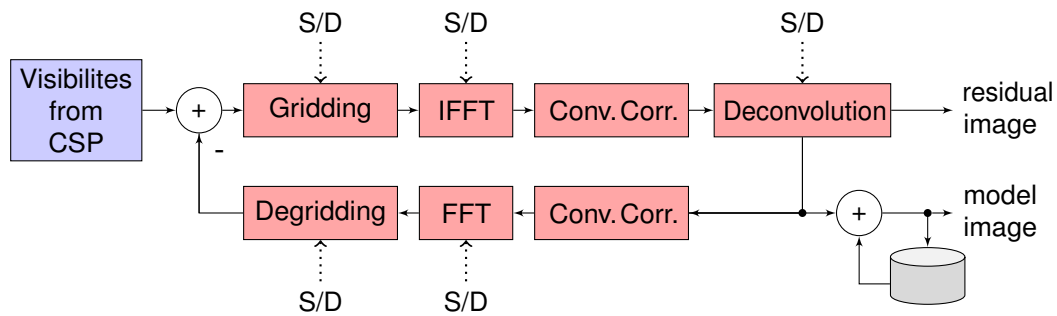 S/D S/D S/D
Visibilites
from
CSP
+
Gridding
IFFT
Conv. Corr.
Deconvolution
residual
image
-
Degridding
FFT
Conv. Corr.
+
model
image
S/D S/D